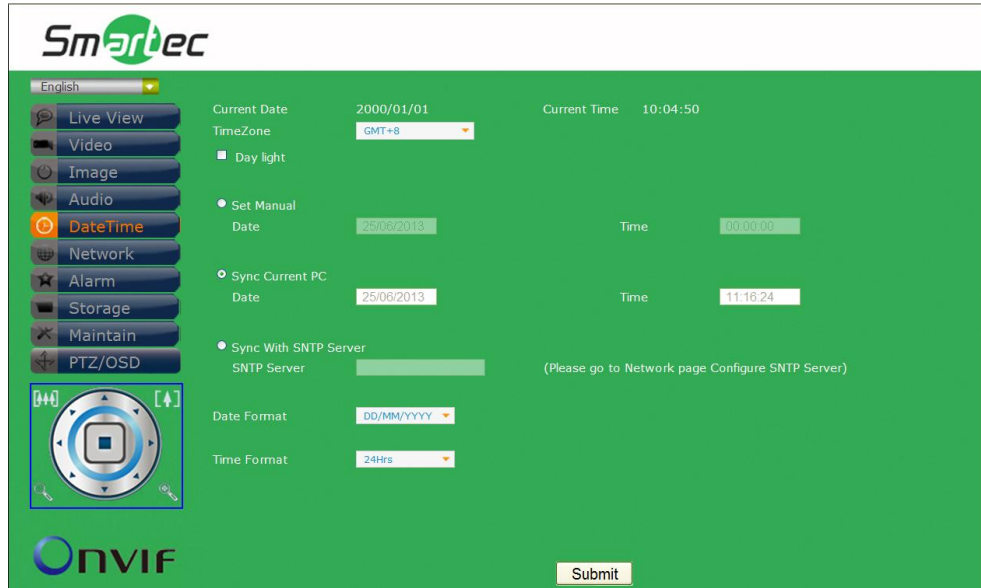 Smartec
English
Live View
Video
Image
Audio
DateTime
Network
Alarm
Storage
Maintain
PTZ/OSD
Current Date 2000/01/01 Current Time 10:04:50
TimeZone GMT+8
Day light
Set Manual
Date 25/06/2013 Time 00:00:00
Sync Current PC
Date 25/06/2013 Time 11:16:24
Sync With SNTP Server
SNTP Server (Please go to Network page Configure SNTP Server)
Date Format DD/MM/YYYY
Time Format 24Hrs
Onvif
Submit